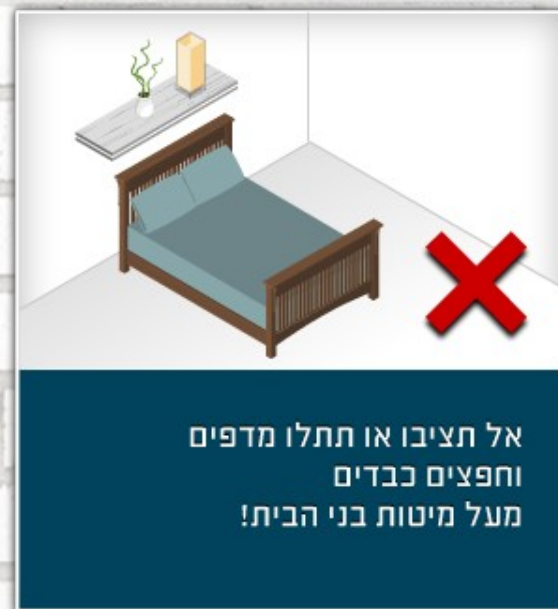 אל תציבו או תתלו מדפים
וחפצים כבדים
מעל מיטות בני הבית!